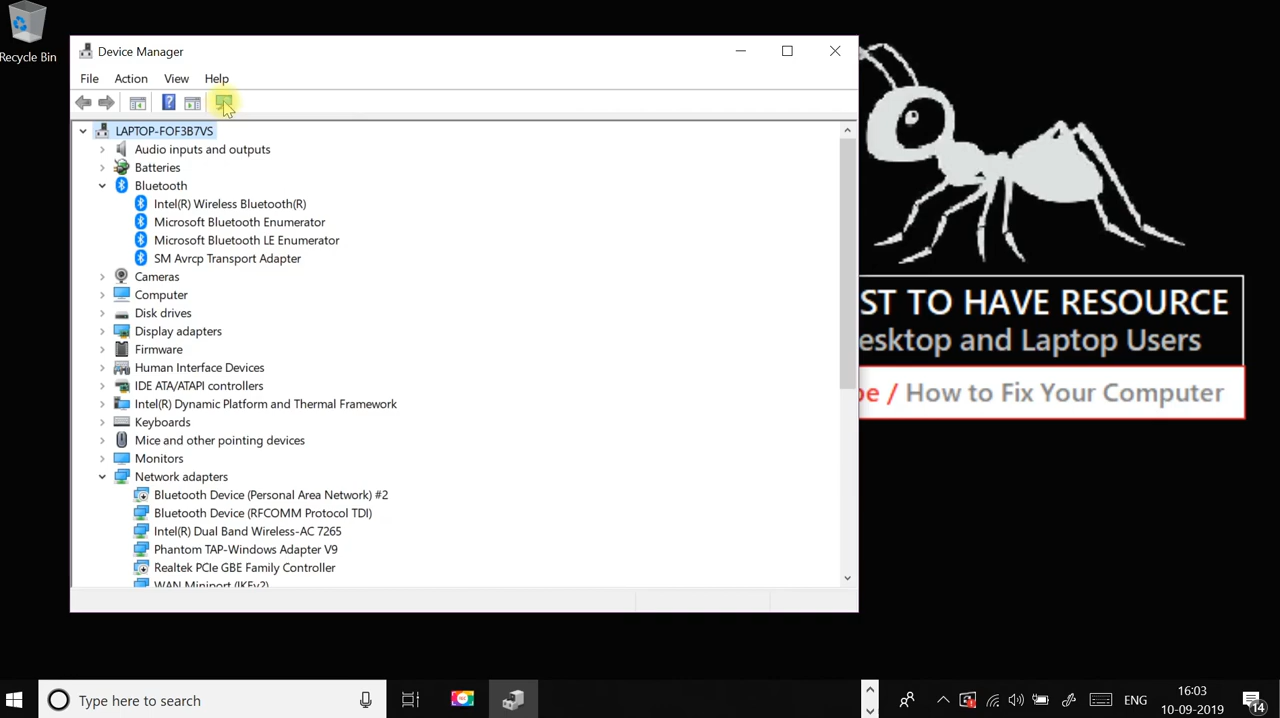 Recycle Bin
Device Manager
File Action View Help
LAPTOP-FOF3B7VS
Audio inputs and outputs
Batteries
Bluetooth
Intel(R) Wireless Bluetooth(R)
Microsoft Bluetooth Enumerator
Microsoft Bluetooth LE Enumerator
SM Avrcp Transport Adapter
Cameras
Computer
Disk drives
Display adapters
Firmware
Human Interface Devices
IDE ATA/ATAPI controllers
Intel(R) Dynamic Platform and Thermal Framework
Keyboards
Mice and other pointing devices
Monitors
Network adapters
Bluetooth Device (Personal Area Network) #2
Bluetooth Device (RFCOMM Protocol TDI)
Intel(R) Dual Band Wireless-AC 7265
Phantom TAP-Windows Adapter V9
Realtek PCIe GBE Family Controller
WAN Miniport (IKEv2)
ST TO HAVE RESOURCE
esktop and Laptop Users
be / How to Fix Your Computer
Type here to search
ENG
16:03
10-09-2019
14